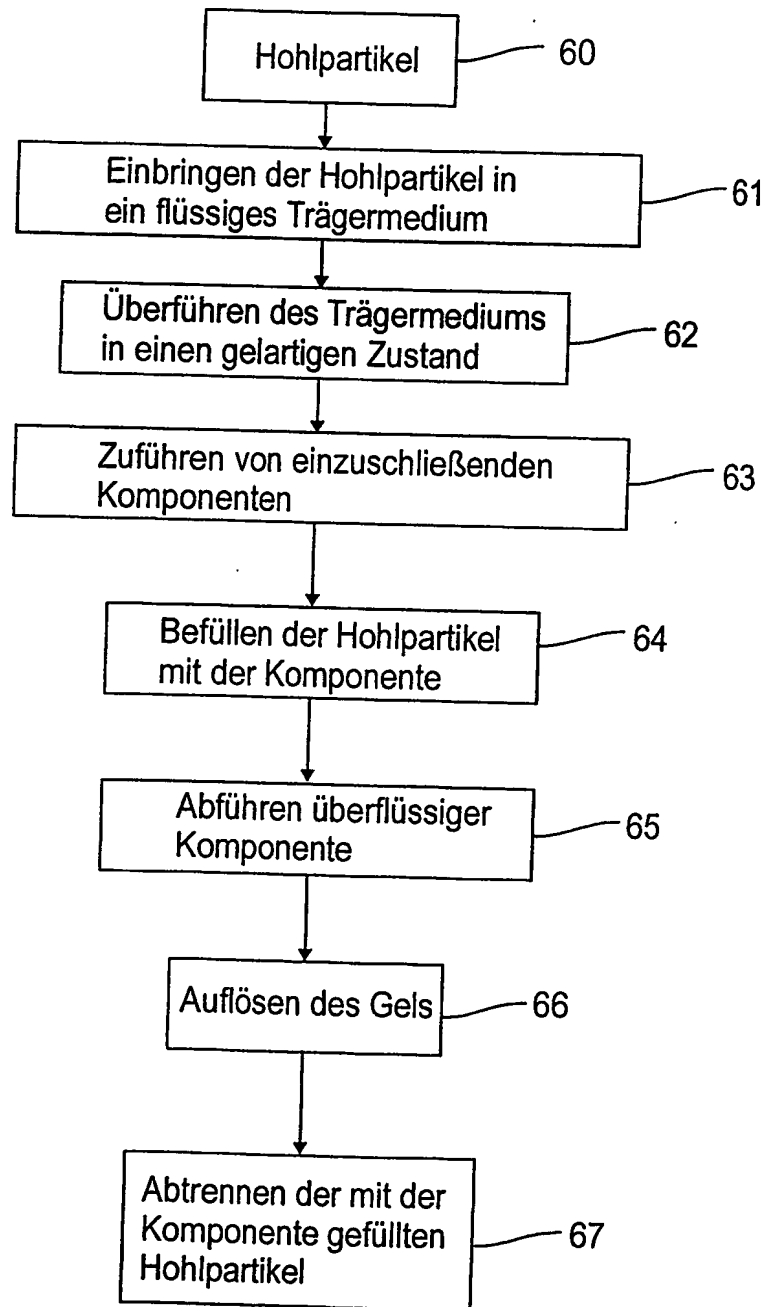 Hohlpartikel
60
Einbringen der Hohlpartikel in
ein flüssiges Trägermedium
61
Überführen des Trägermediums
in einen gelartigen Zustand
62
Zuführen von einzuschließenden
Komponenten
63
Befüllen der Hohlpartikel
mit der Komponente
64
Abführen überflüssiger
Komponente
65
Auflösen des Gels
66
Abtrennen der mit der
Komponente gefüllten
Hohlpartikel
67